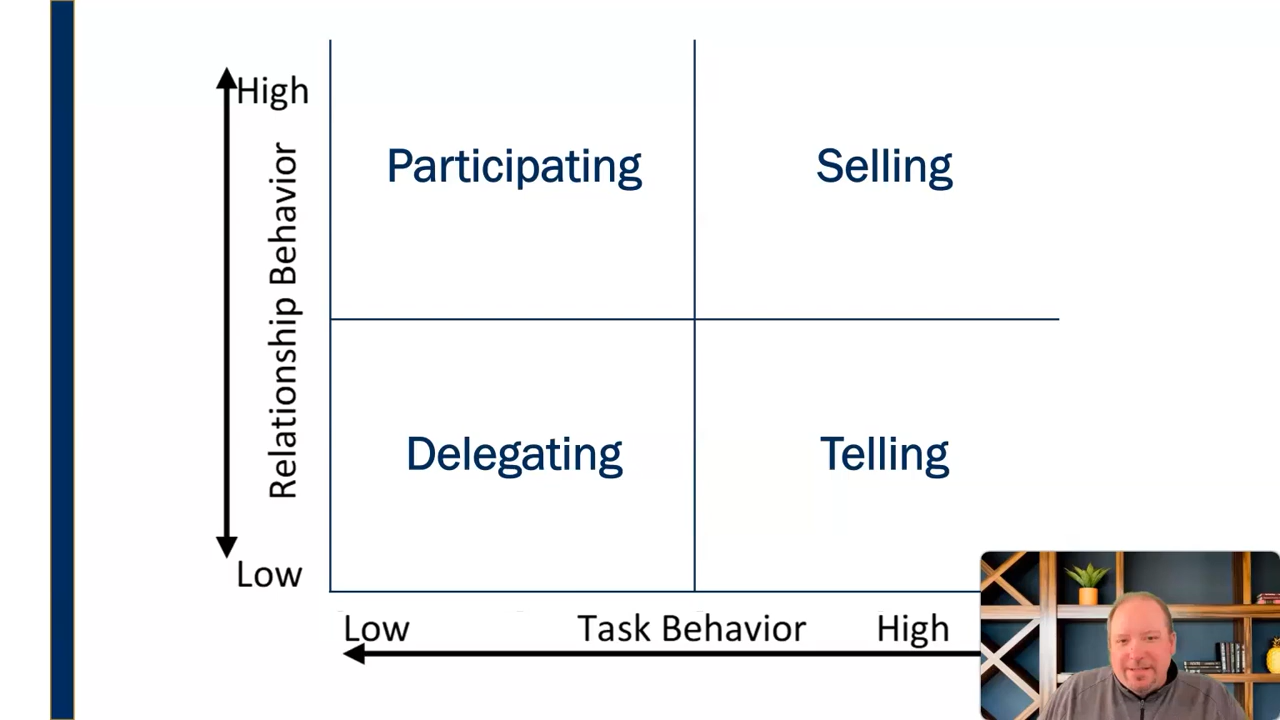 High
Participating
Selling
Relationship Behavior
Delegating
Telling
Low
Low
Task Behavior
High